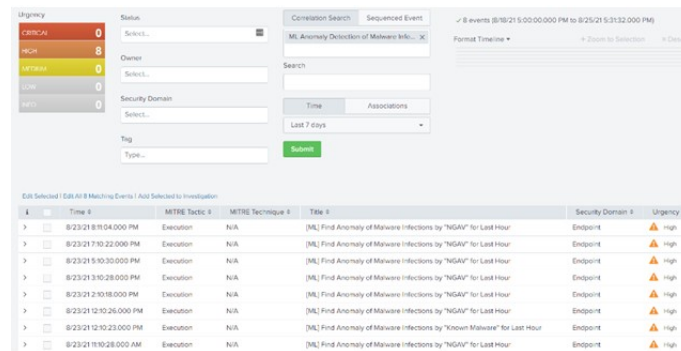 Urgency
CRITICAL 0
HIGH 8
MEDIUM 0
LOW 0
INFO 0
Status
Select...
Owner
Select...
Security Domain
Select...
Tag
Type...
Correlation Search Sequenced Event
ML Anomaly Detection of Malware Infe... ×
Search
Time Associations
Last 7 days
Submit
✓ 8 events (8/18/21 5:00:00.000 PM to 8/25/21 5:31:32.000 PM)
Format Timeline + Zoom to Selection
Edit Selected | Edit All 8 Matching Events | Add Selected to Investigation
i Time MITRE Tactic MITRE Technique Title Security Domain Urgency
8/23/21 8:11:04.000 PM Execution N/A [ML] Find Anomaly of Malware Infections by "NGAV" for Last Hour Endpoint High
8/23/21 7:10:22.000 PM Execution N/A [ML] Find Anomaly of Malware Infections by "NGAV" for Last Hour Endpoint High
8/23/21 5:10:30.000 PM Execution N/A [ML] Find Anomaly of Malware Infections by "NGAV" for Last Hour Endpoint High
8/23/21 3:10:28.000 PM Execution N/A [ML] Find Anomaly of Malware Infections by "NGAV" for Last Hour Endpoint High
8/23/21 2:10:18.000 PM Execution N/A [ML] Find Anomaly of Malware Infections by "NGAV" for Last Hour Endpoint High
8/23/21 12:10:26.000 PM Execution N/A [ML] Find Anomaly of Malware Infections by "NGAV" for Last Hour Endpoint High
8/23/21 12:10:23.000 PM Execution N/A [ML] Find Anomaly of Malware Infections by "Known Malware" for Last Hour Endpoint High
8/23/21 11:10:28.000 AM Execution N/A [ML] Find Anomaly of Malware Infections by "NGAV" for Last Hour Endpoint High